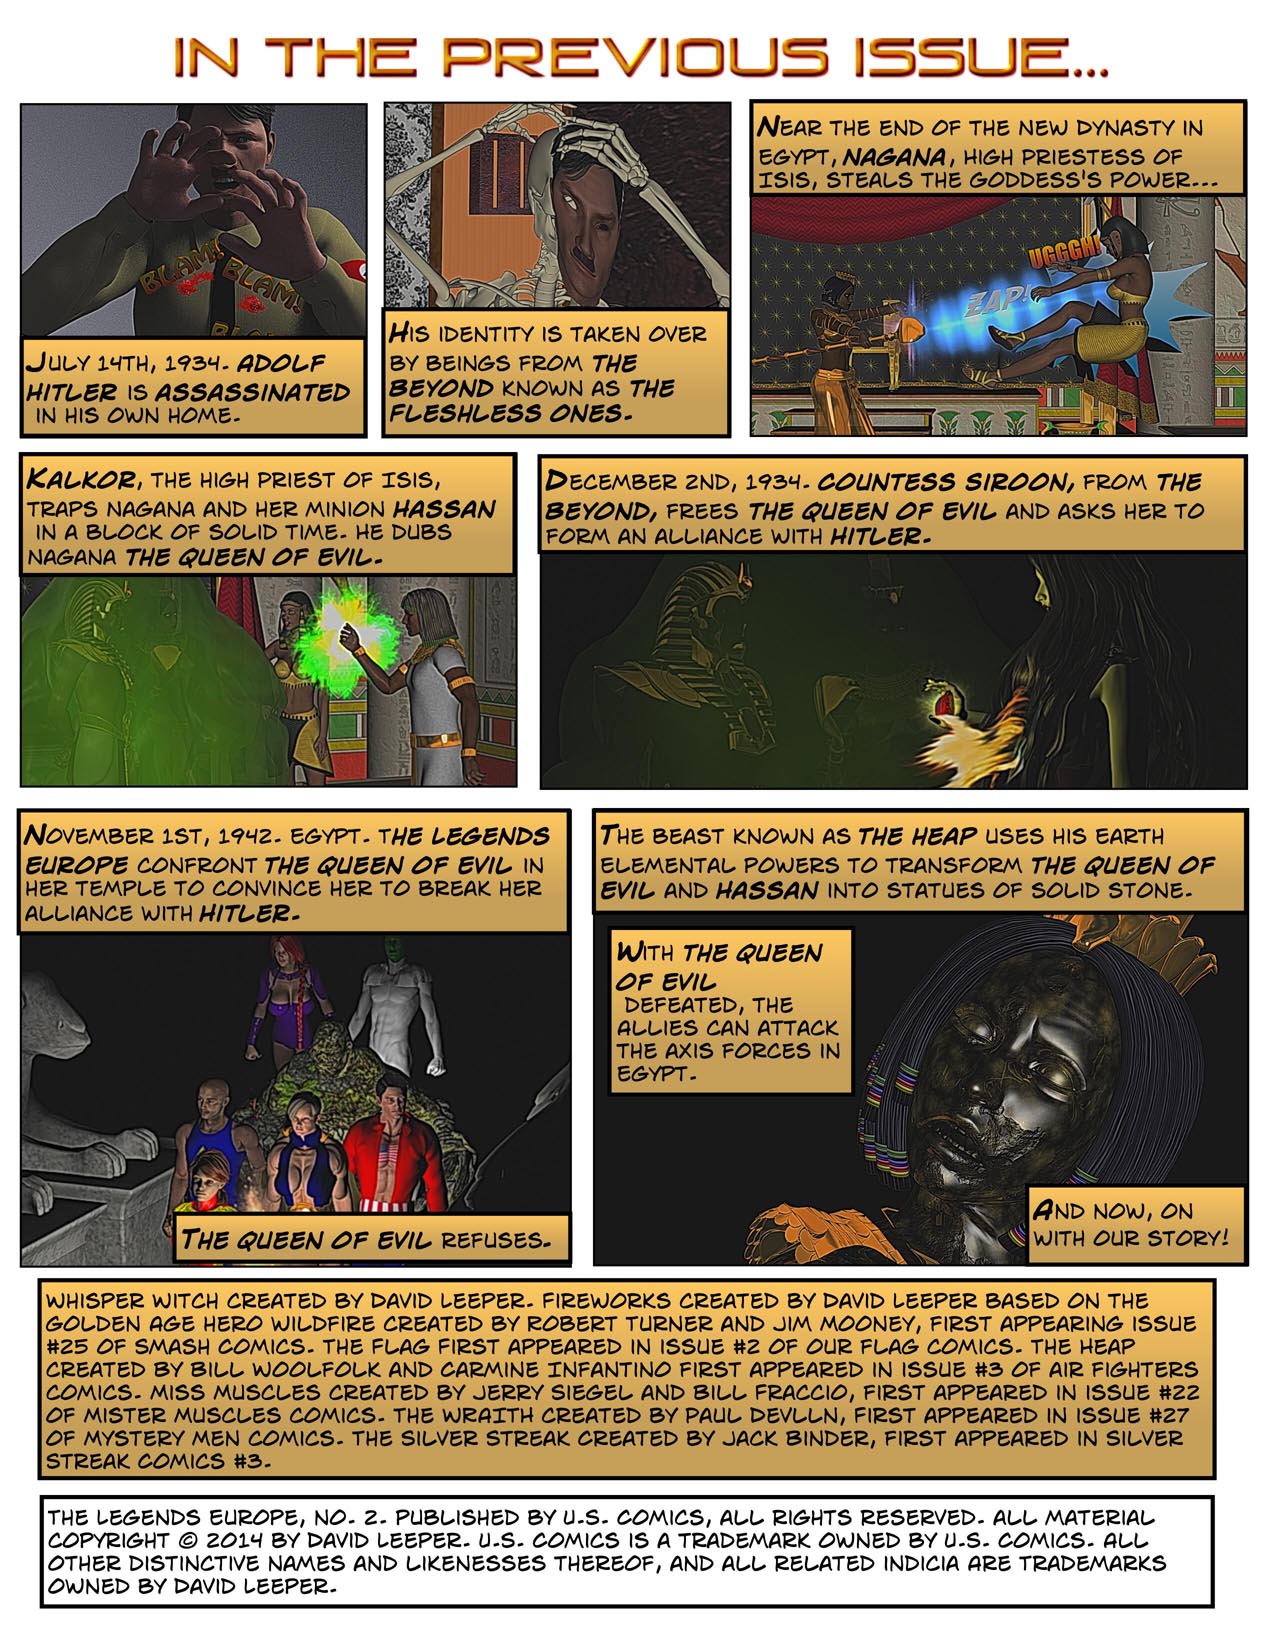 IN THE PREVIOUS ISSUE...
BLAM! BLAM!
JULY 14TH, 1934. ADOLF
HITLER IS ASSASSINATED
IN HIS OWN HOME.
HIS IDENTITY IS TAKEN OVER
BY BEINGS FROM THE
BEYOND KNOWN AS THE
FLESHLESS ONES.
NEAR THE END OF THE NEW DYNASTY IN
EGYPT, NAGANA, HIGH PRIESTESS OF
ISIS, STEALS THE GODDESS'S POWER...
UGGGH!
ZAP!
KALKOR, THE HIGH PRIEST OF ISIS,
TRAPS NAGANA AND HER MINION HASSAN
IN A BLOCK OF SOLID TIME. HE DUBS
NAGANA THE QUEEN OF EVIL.
DECEMBER 2ND, 1934. COUNTESS SIROON, FROM THE
BEYOND, FREES THE QUEEN OF EVIL AND ASKS HER TO
FORM AN ALLIANCE WITH HITLER.
NOVEMBER 1ST, 1942. EGYPT. THE LEGENDS
EUROPE CONFRONT THE QUEEN OF EVIL IN
HER TEMPLE TO CONVINCE HER TO BREAK HER
ALLIANCE WITH HITLER.
THE QUEEN OF EVIL REFUSES.
THE BEAST KNOWN AS THE HEAP USES HIS EARTH
ELEMENTAL POWERS TO TRANSFORM THE QUEEN OF
EVIL AND HASSAN INTO STATUES OF SOLID STONE.
WITH THE QUEEN
OF EVIL
DEFEATED, THE
ALLIES CAN ATTACK
THE AXIS FORCES IN
EGYPT.
AND NOW, ON
WITH OUR STORY!
WHISPER WITCH CREATED BY DAVID LEEPER. FIREWORKS CREATED BY DAVID LEEPER BASED ON THE
GOLDEN AGE HERO WILDFIRE CREATED BY ROBERT TURNER AND JIM MOONEY, FIRST APPEARING ISSUE
#25 OF SMASH COMICS. THE FLAG FIRST APPEARED IN ISSUE #2 OF OUR FLAG COMICS. THE HEAP
CREATED BY BILL WOOLFOLK AND CARMINE INFANTINO FIRST APPEARED IN ISSUE #3 OF AIR FIGHTERS
COMICS. MISS MUSCLES CREATED BY JERRY SIEGEL AND BILL FRACCIO, FIRST APPEARED IN ISSUE #22
OF MISTER MUSCLES COMICS. THE WRAITH CREATED BY PAUL DEVLLN, FIRST APPEARED IN ISSUE #27
OF MYSTERY MEN COMICS. THE SILVER STREAK CREATED BY JACK BINDER, FIRST APPEARED IN SILVER
STREAK COMICS #3.
THE LEGENDS EUROPE, NO. 2. PUBLISHED BY U.S. COMICS, ALL RIGHTS RESERVED. ALL MATERIAL
COPYRIGHT © 2014 BY DAVID LEEPER. U.S. COMICS IS A TRADEMARK OWNED BY U.S. COMICS. ALL
OTHER DISTINCTIVE NAMES AND LIKENESSES THEREOF, AND ALL RELATED INDICIA ARE TRADEMARKS
OWNED BY DAVID LEEPER.